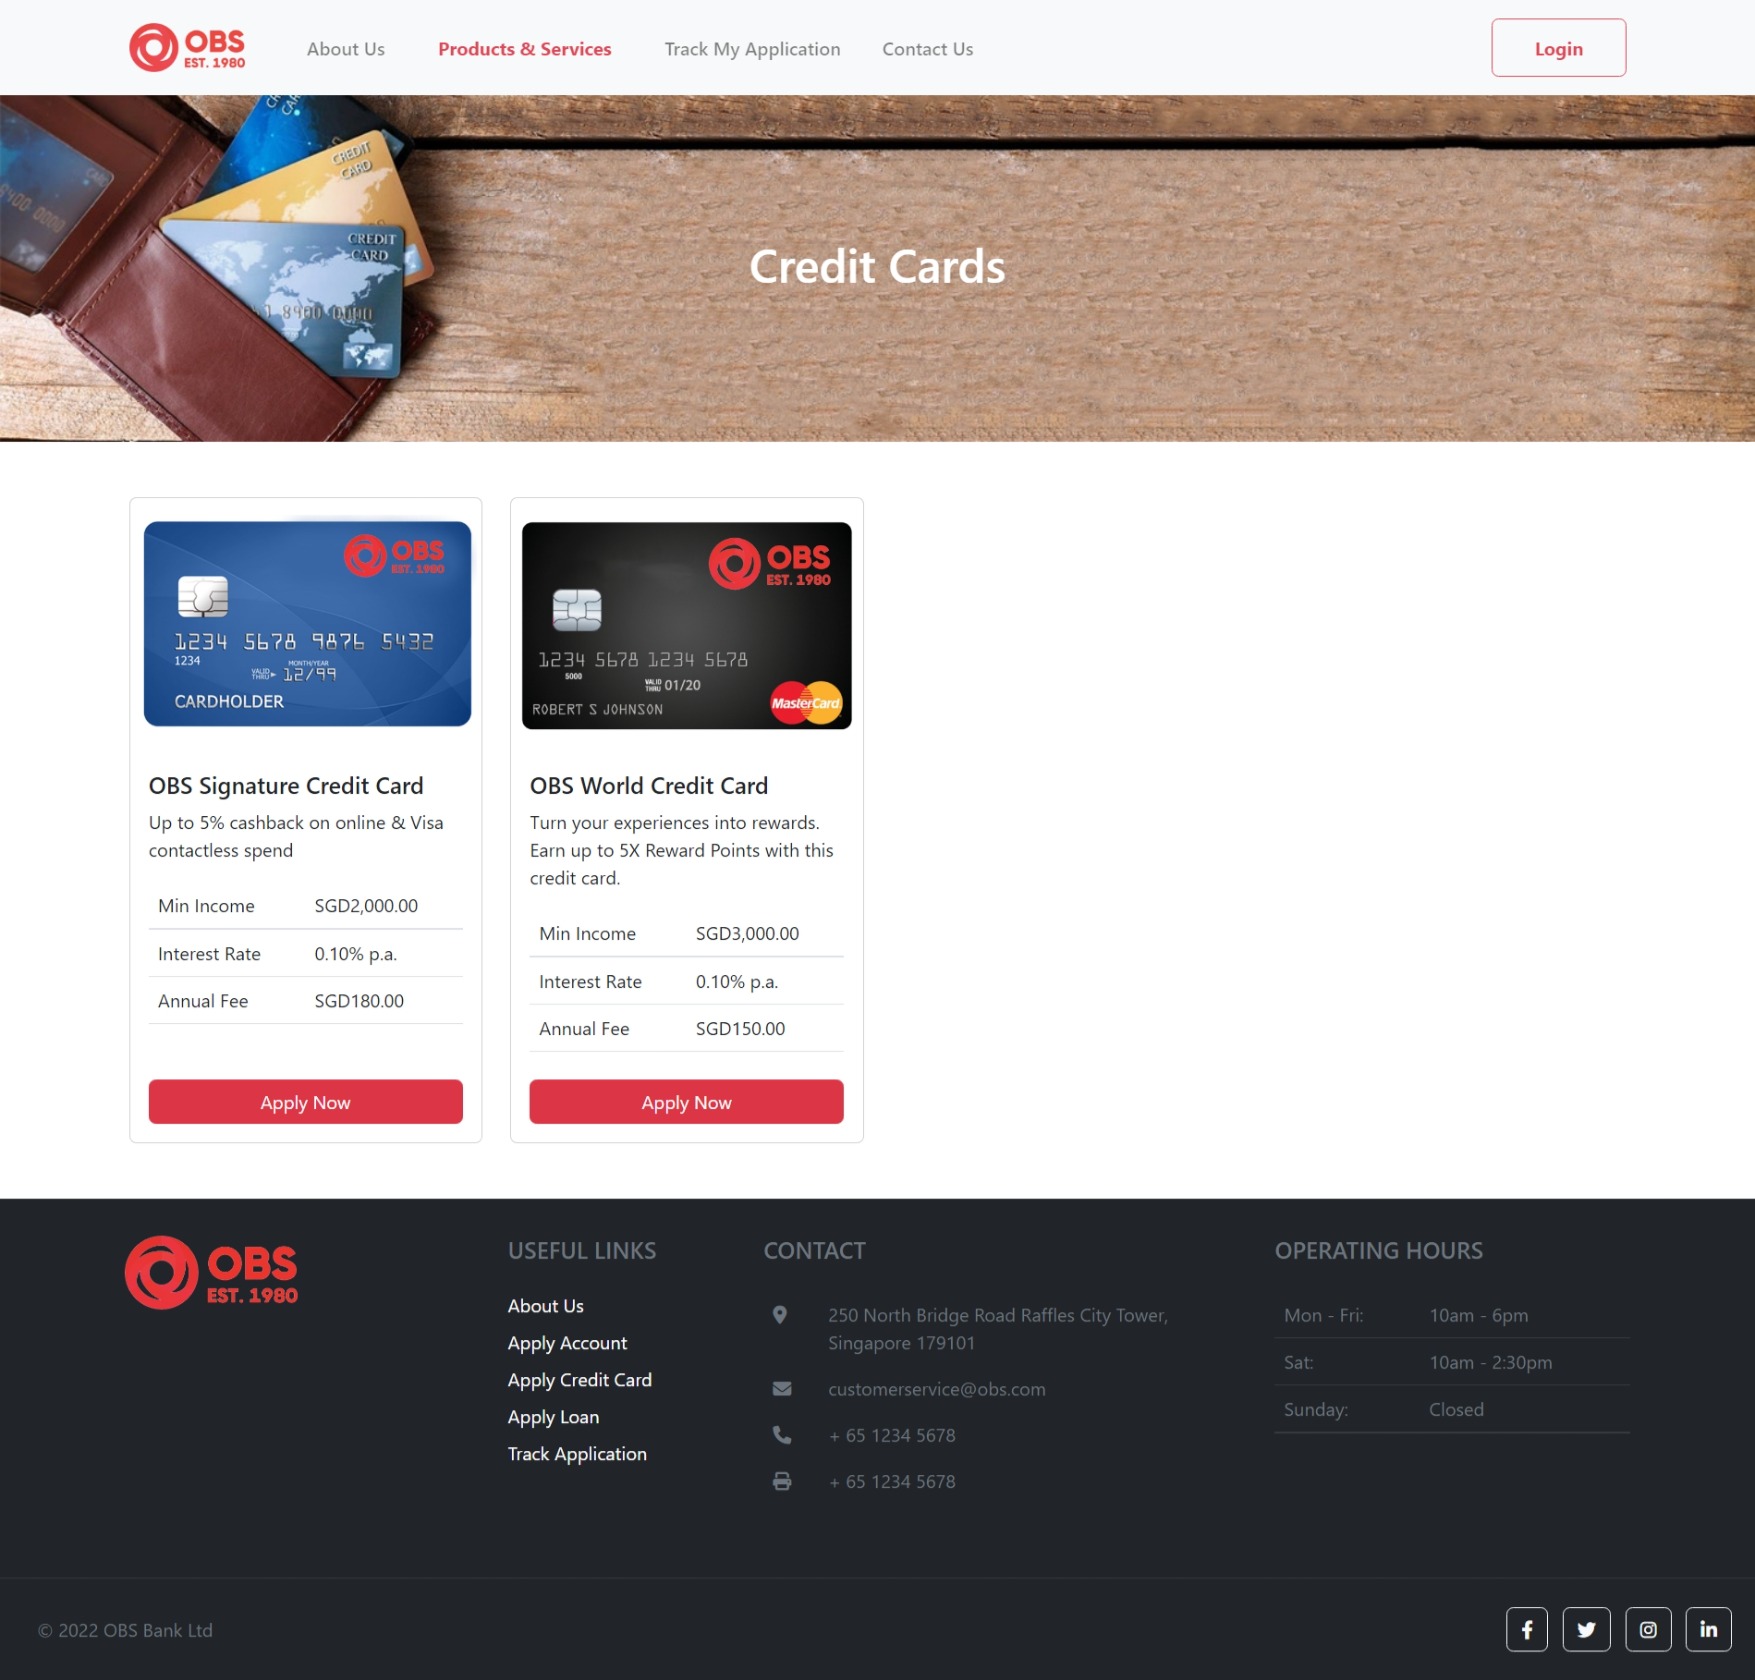 OBS
EST. 1980
About Us
Products & Services
Track My Application
Contact Us
Login
CREDIT
CARD
CREDIT
CARD
Credit Cards
OBS
EST. 1980
1234 5678 9876 5432
1234
MONTH/YEAR
VALID
THRU
12/99
CARDHOLDER
OBS
EST. 1980
1234 5678 1234 5678
5000
VALID
THRU
01/20
ROBERT S JOHNSON
MasterCard
OBS Signature Credit Card
Up to 5% cashback on online & Visa
contactless spend
Min Income SGD2,000.00
Interest Rate 0.10% p.a.
Annual Fee SGD180.00
Apply Now
OBS World Credit Card
Turn your experiences into rewards.
Earn up to 5X Reward Points with this
credit card.
Min Income SGD3,000.00
Interest Rate 0.10% p.a.
Annual Fee SGD150.00
Apply Now
OBS
EST. 1980
USEFUL LINKS
About Us
Apply Account
Apply Credit Card
Apply Loan
Track Application
CONTACT
250 North Bridge Road Raffles City Tower,
Singapore 179101
customerservice@obs.com
+ 65 1234 5678
+ 65 1234 5678
OPERATING HOURS
Mon - Fri: 10am - 6pm
Sat: 10am - 2:30pm
Sunday: Closed
© 2022 OBS Bank Ltd